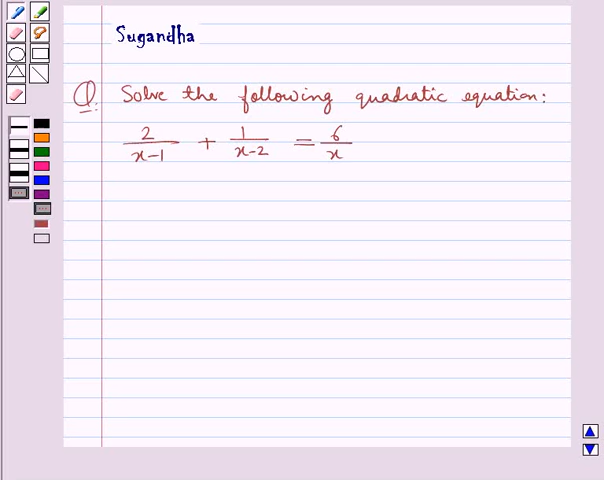 Sugandha
Q. Solve the following quadratic equation:
2/(x-1) + 1/(x-2) = 6/x